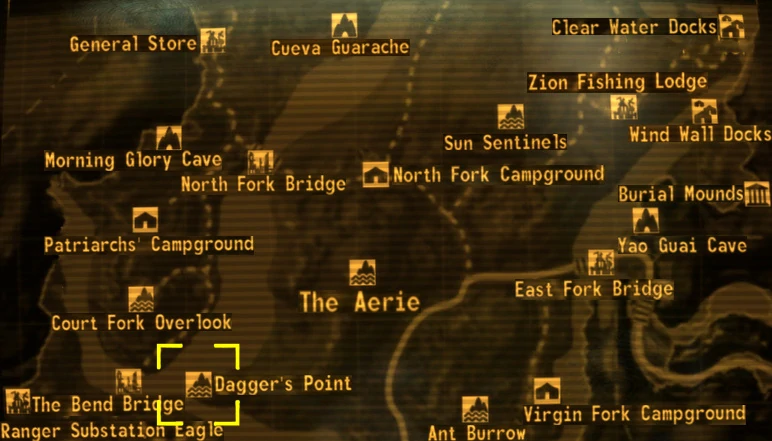 Clear Water Docks
General Store
Cueva Guarache
Zion Fishing Lodge
Wind Wall Docks
Sun Sentinels
Morning Glory Cave
North Fork Campground
North Fork Bridge
Burial Mounds
Patriarchs' Campground
Yao Guai Cave
East Fork Bridge
The Aerie
Court Fork Overlook
Dagger's Point
The Bend Bridge
Virgin Fork Campground
Ranger Substation Eagle
Ant Burrow